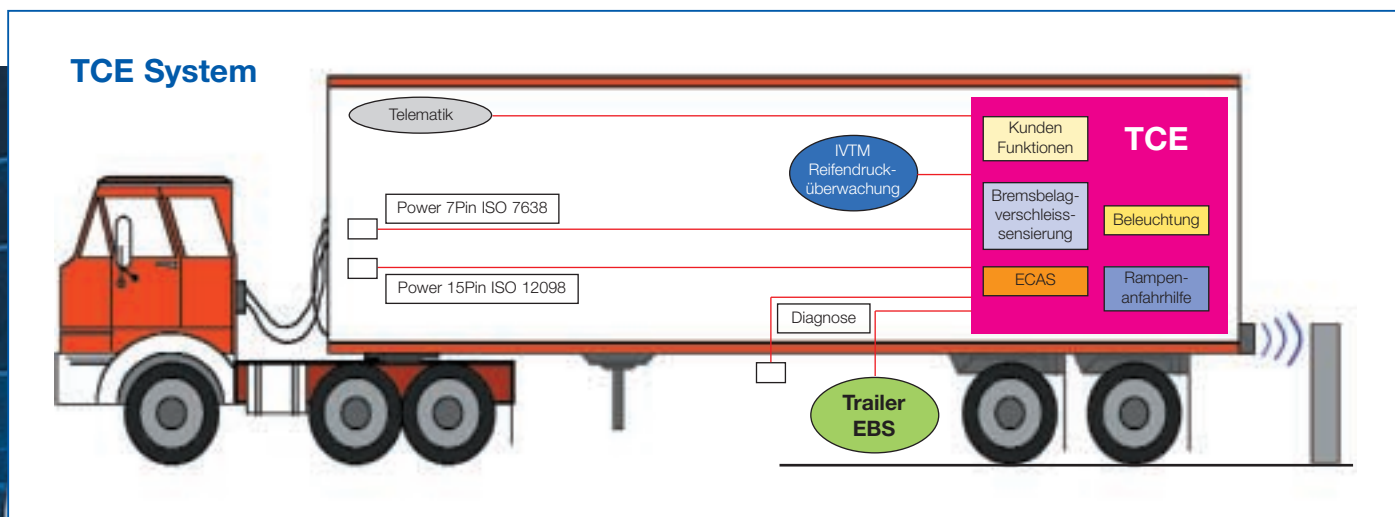 TCE System
Telematik
Kunden
Funktionen
TCE
IVTM
Reifendruck-
überwachung
Power 7Pin ISO 7638
Bremsbelag-
verschleiss-
sensierung
Beleuchtung
Power 15Pin ISO 12098
ECAS
Rampen-
anfahrhilfe
Diagnose
Trailer
EBS